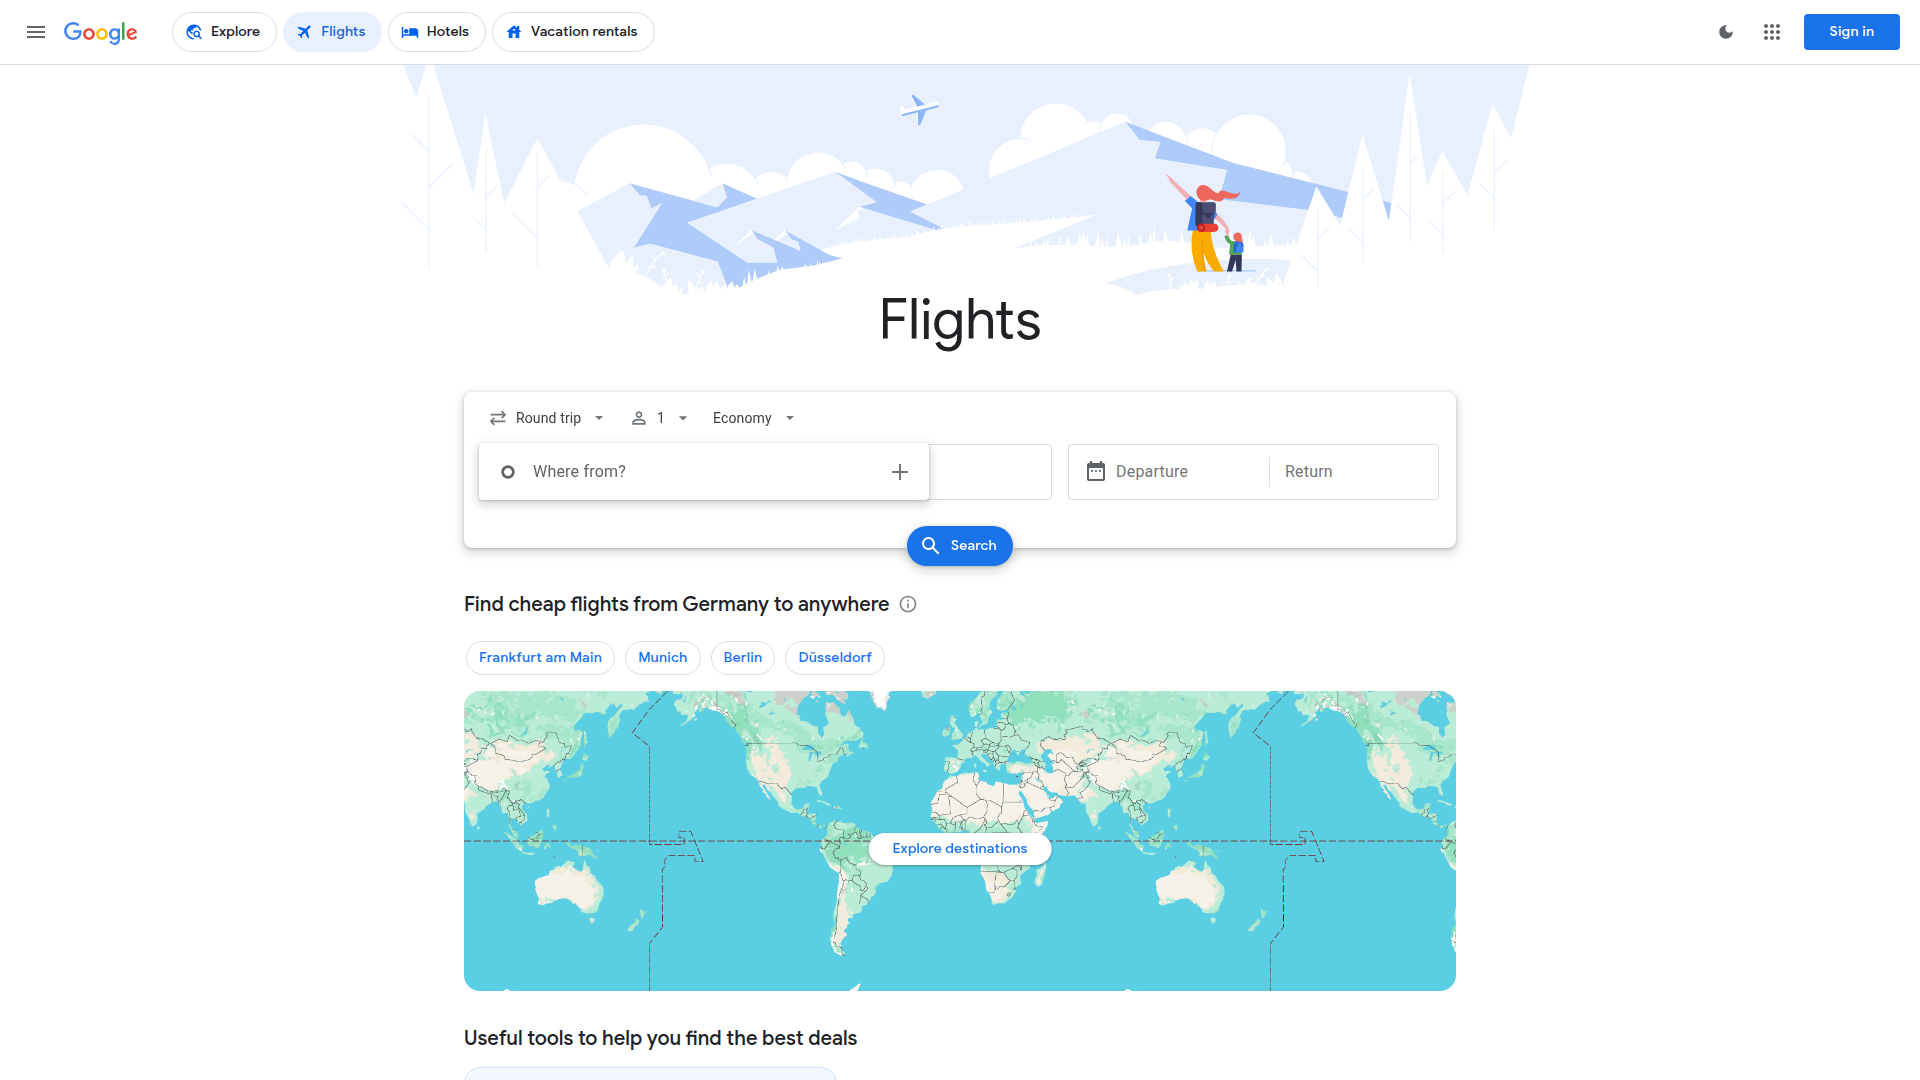 Google
Explore
Flights
Hotels
Vacation rentals
Sign in
Flights
Round trip
1
Economy
Where from?
Departure
Return
Search
Find cheap flights from Germany to anywhere
Frankfurt am Main
Munich
Berlin
Düsseldorf
Explore destinations
Useful tools to help you find the best deals